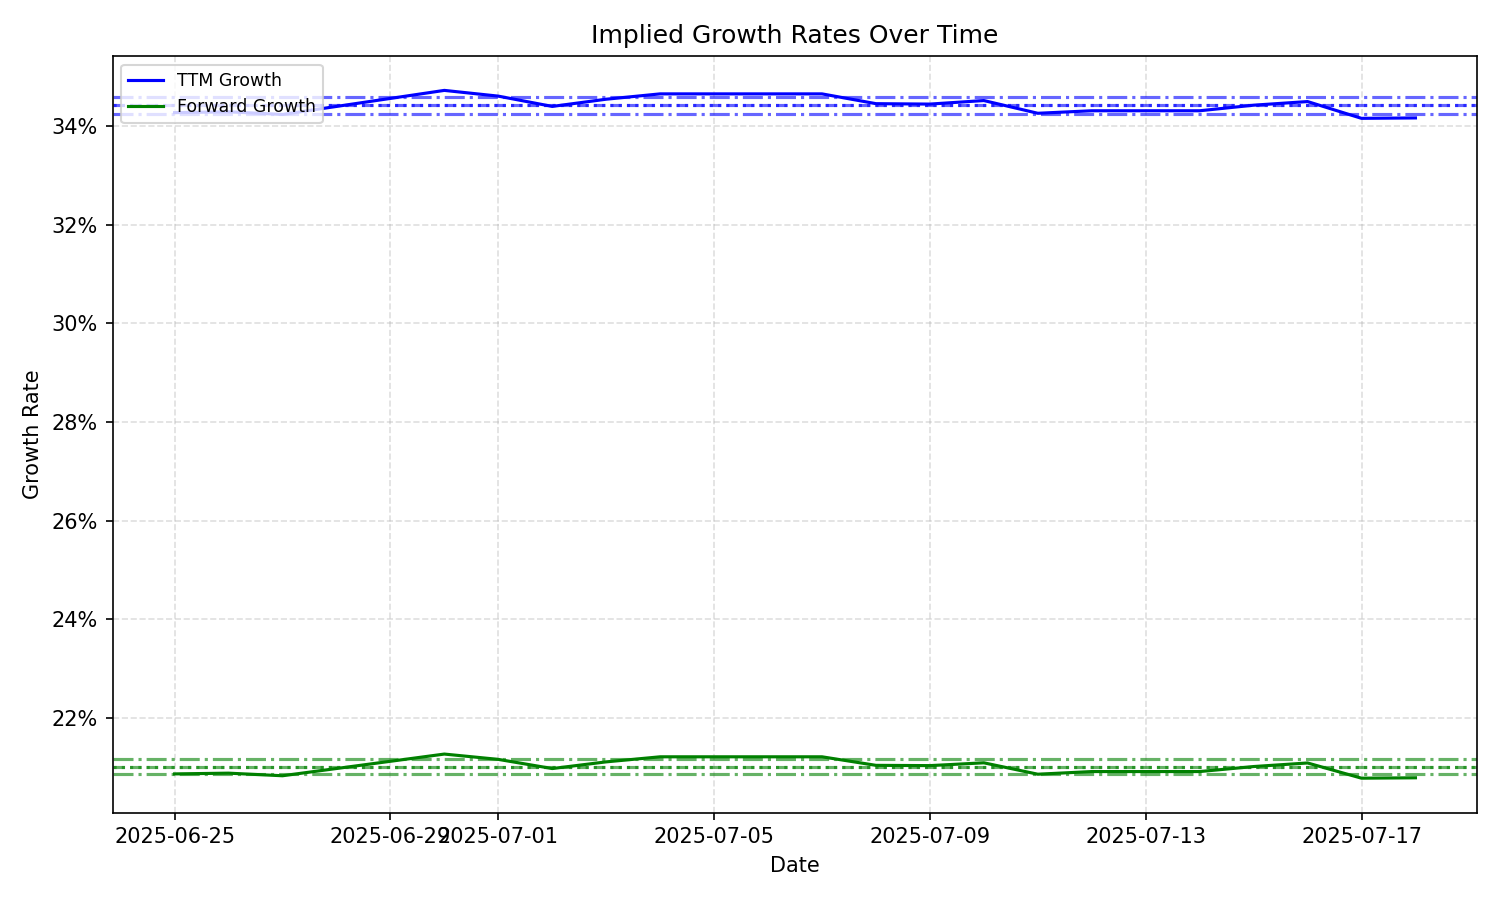 Implied Growth Rates Over Time
TTM Growth
Forward Growth
34%
32%
30%
28%
26%
24%
22%
Growth Rate
2025-06-25
2025-06-29
2025-07-01
2025-07-05
2025-07-09
2025-07-13
2025-07-17
Date